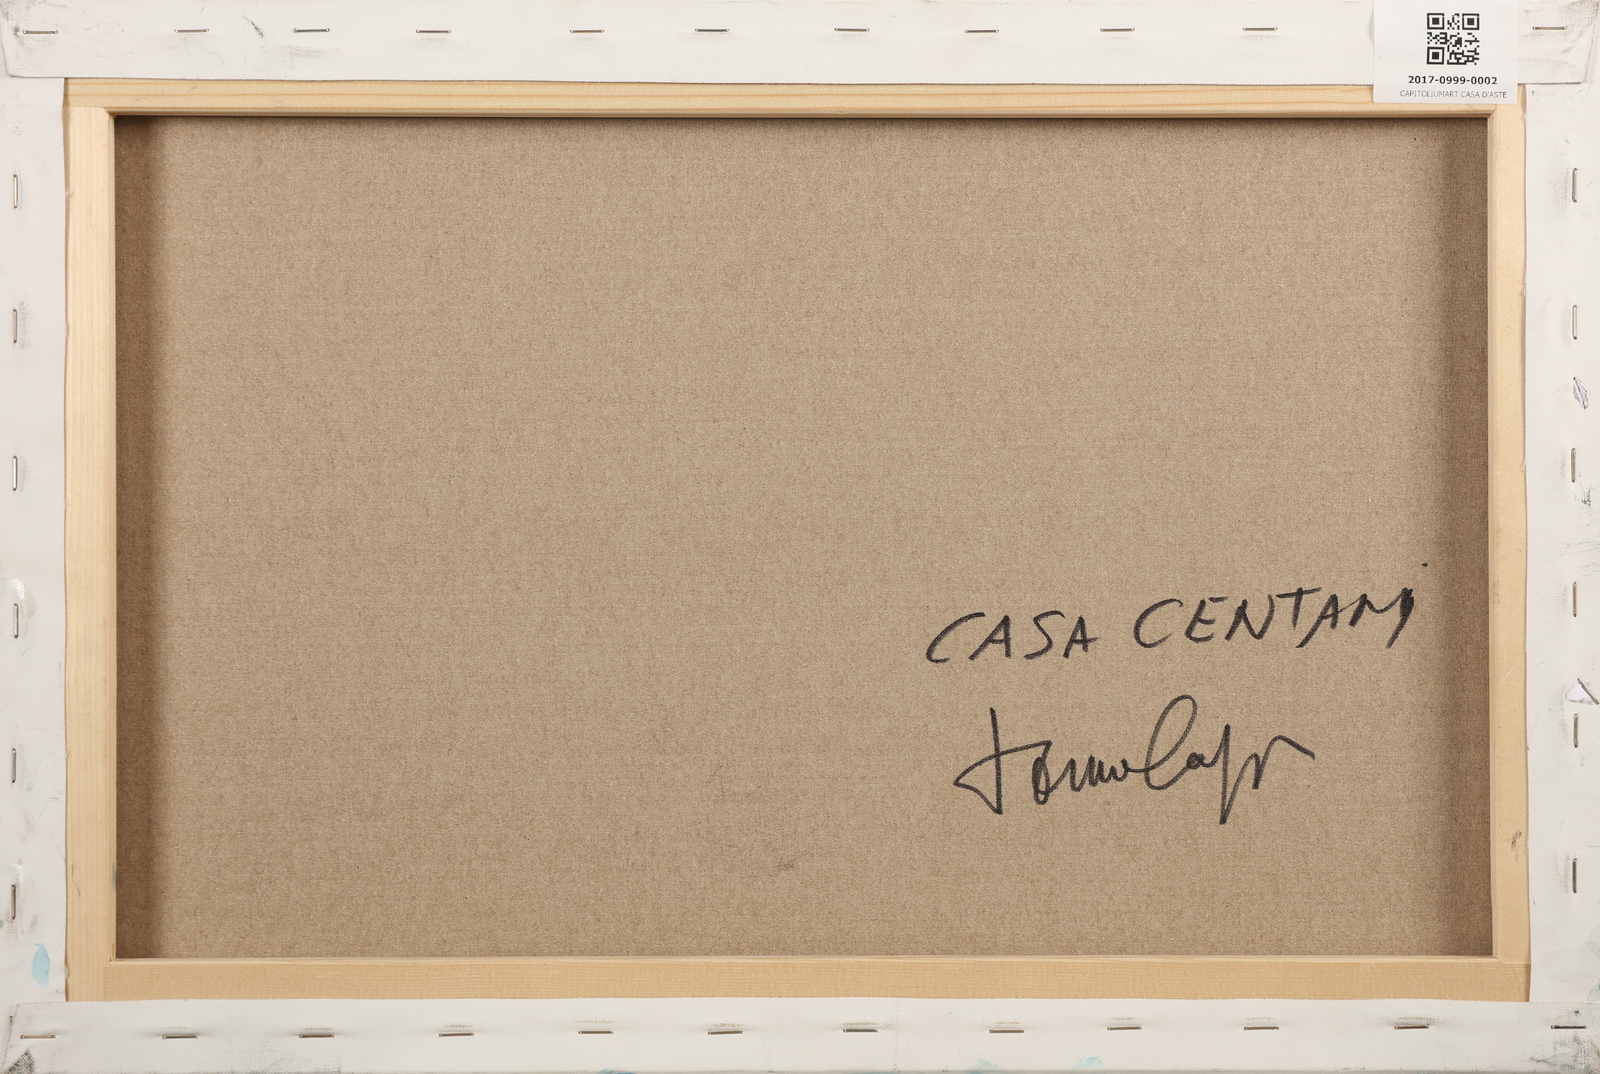 2017-0999-0002
CAPITOLIUMART CASA D'ASTE
CASA CENTANI